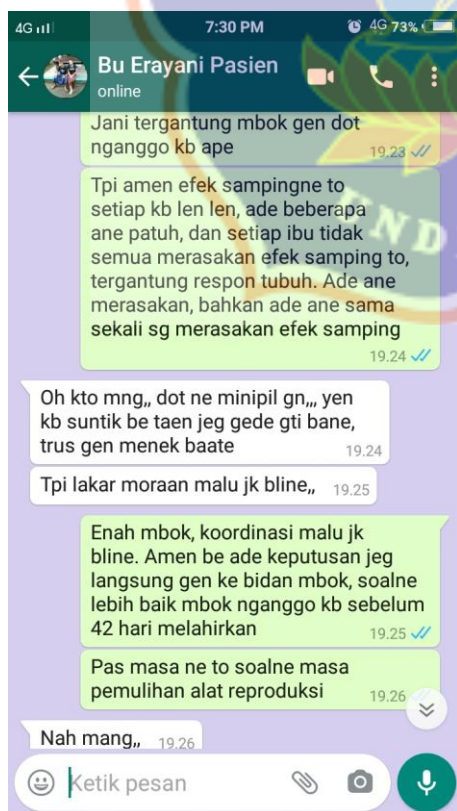 4G 7:30 PM 4G 73%
Bu Erayani Pasien
online
Jani tergantung mbok gen dot
nganggo kb ape 19.23
Tpi amen efek sampingne to
setiap kb len len, ade beberapa
ane patuh, dan setiap ibu tidak
semua merasakan efek samping to,
tergantung respon tubuh. Ade ane
merasakan, bahkan ade ane sama
sekali sg merasakan efek samping
19.24
Oh kto mng,, dot ne minipil gn,,, yen
kb suntik be taen jeg gede gti bane,
trus gen menek baate 19.24
Tpi lakar moraan malu jk bline,, 19.25
Enah mbok, koordinasi malu jk
bline. Amen be ade keputusan jeg
langsung gen ke bidan mbok, soalne
lebih baik mbok nganggo kb sebelum
42 hari melahirkan 19.25
Pas masa ne to soalne masa
pemulihan alat reproduksi 19.26
Nah mang,, 19.26
Ketik pesan
UND